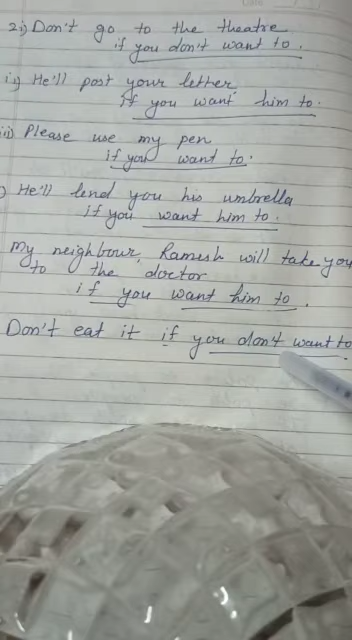 2i) Don't go to the theatre
if you don't want to.
ii) He'll post your letter
if you want him to.
iii) Please use my pen
if you want to.
) He'll lend you his umbrella
if you want him to.
My neighbour, Ramesh will take you
to the doctor
if you want him to.
Don't eat it if you don't want to.